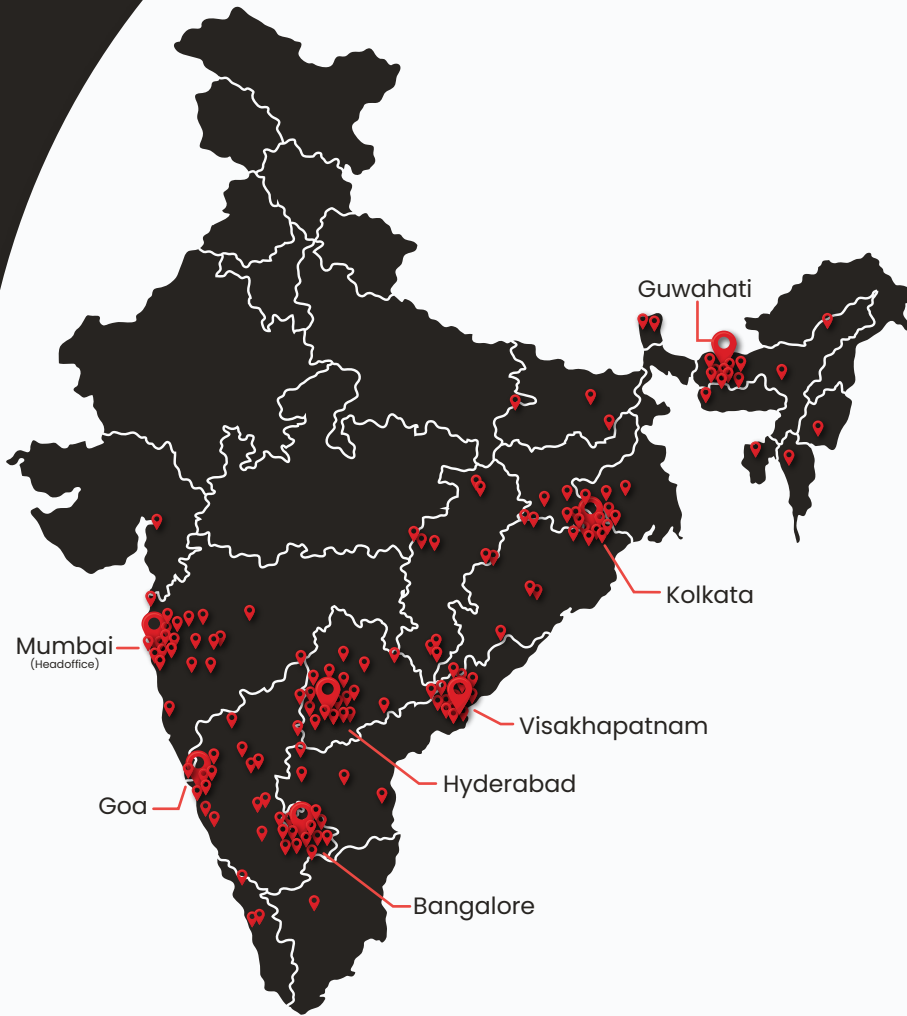 Guwahati
Kolkata
Mumbai
(Headoffice)
Visakhapatnam
Hyderabad
Goa
Bangalore